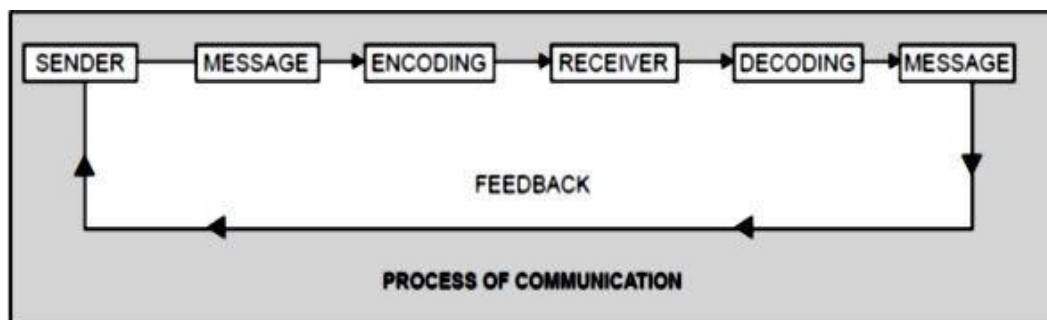 SENDER MESSAGE ENCODING RECEIVER DECODING MESSAGE
FEEDBACK
PROCESS OF COMMUNICATION